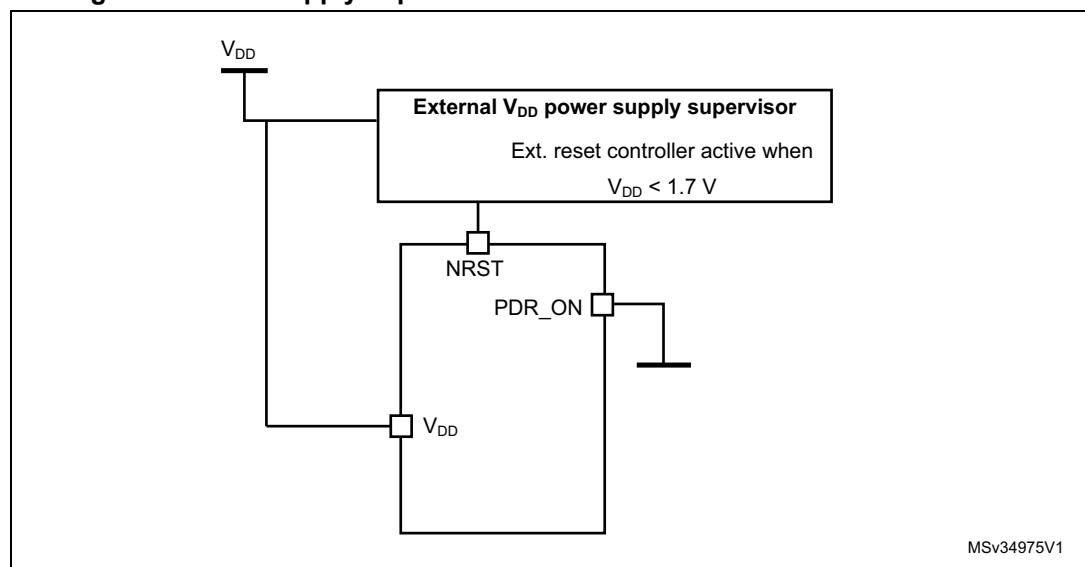 V_DD
External V_DD power supply supervisor
Ext. reset controller active when
V_DD < 1.7 V
NRST
PDR_ON
V_DD
MSv34975V1